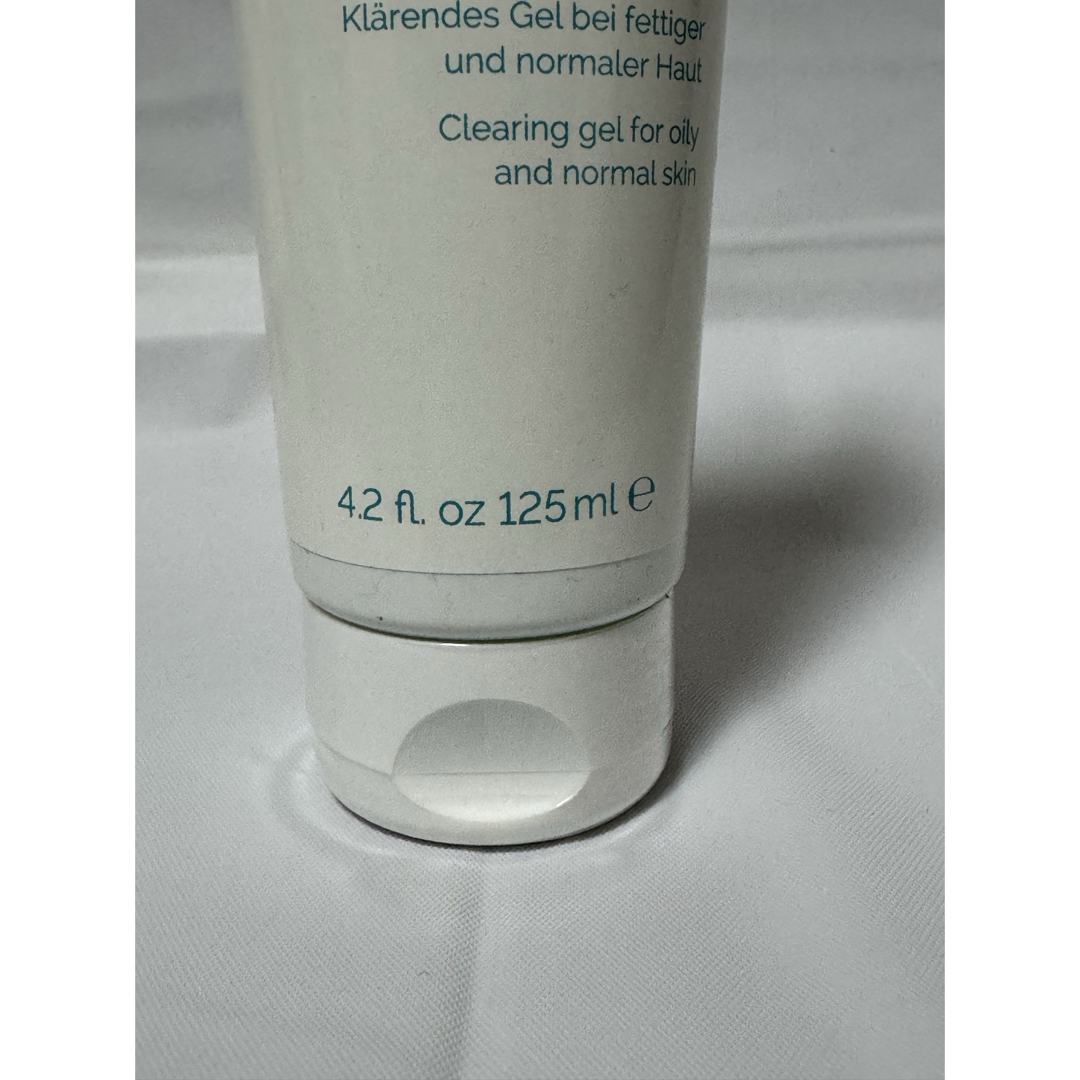 Klärendes Gel bei fettiger
und normaler Haut
Clearing gel for oily
and normal skin
4.2 fl. oz 125 ml ℮